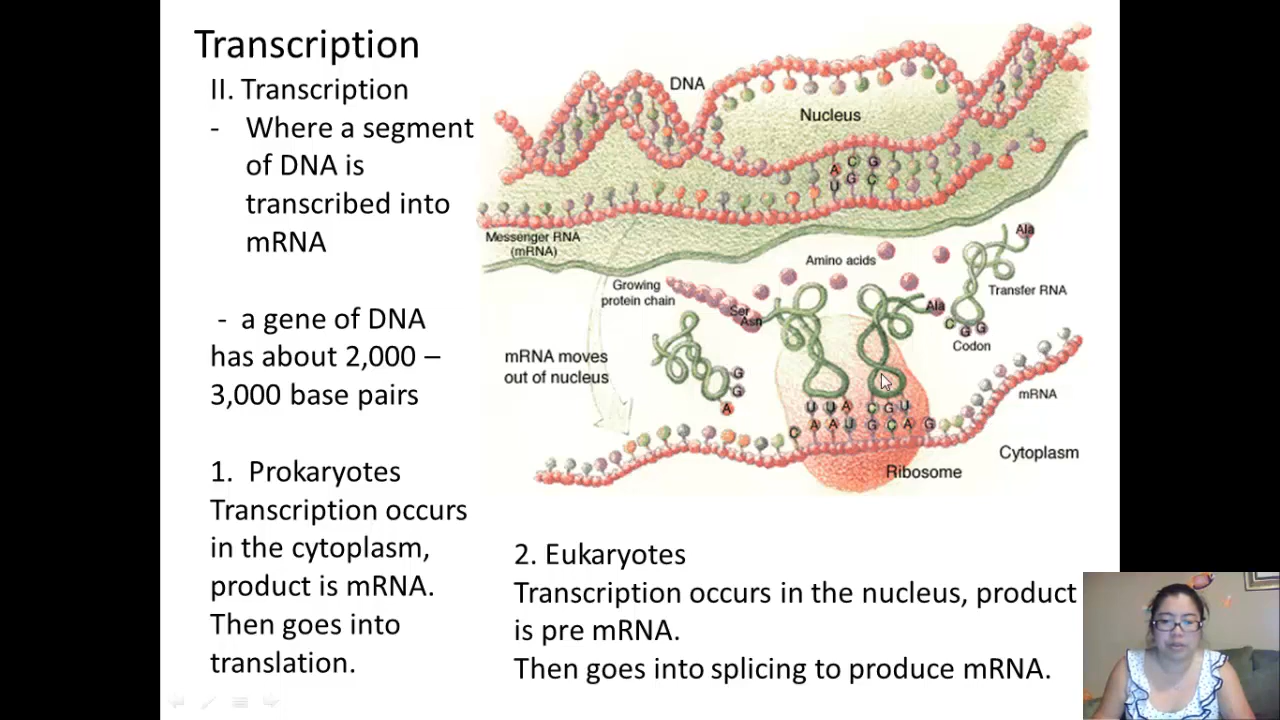 Transcription
II. Transcription
- Where a segment
of DNA is
transcribed into
mRNA
- a gene of DNA
has about 2,000 –
3,000 base pairs
1. Prokaryotes
Transcription occurs
in the cytoplasm,
product is mRNA.
Then goes into
translation.
DNA
Nucleus
A C G
U G C
Messenger RNA
(mRNA)
Ala
Amino acids
Growing
protein chain
Transfer RNA
Ser
Asn
Ala
C G G
Codon
mRNA moves
out of nucleus
G
G
A
mRNA
U U A C G U
C A A U G C A G
Cytoplasm
Ribosome
2. Eukaryotes
Transcription occurs in the nucleus, product
is pre mRNA.
Then goes into splicing to produce mRNA.